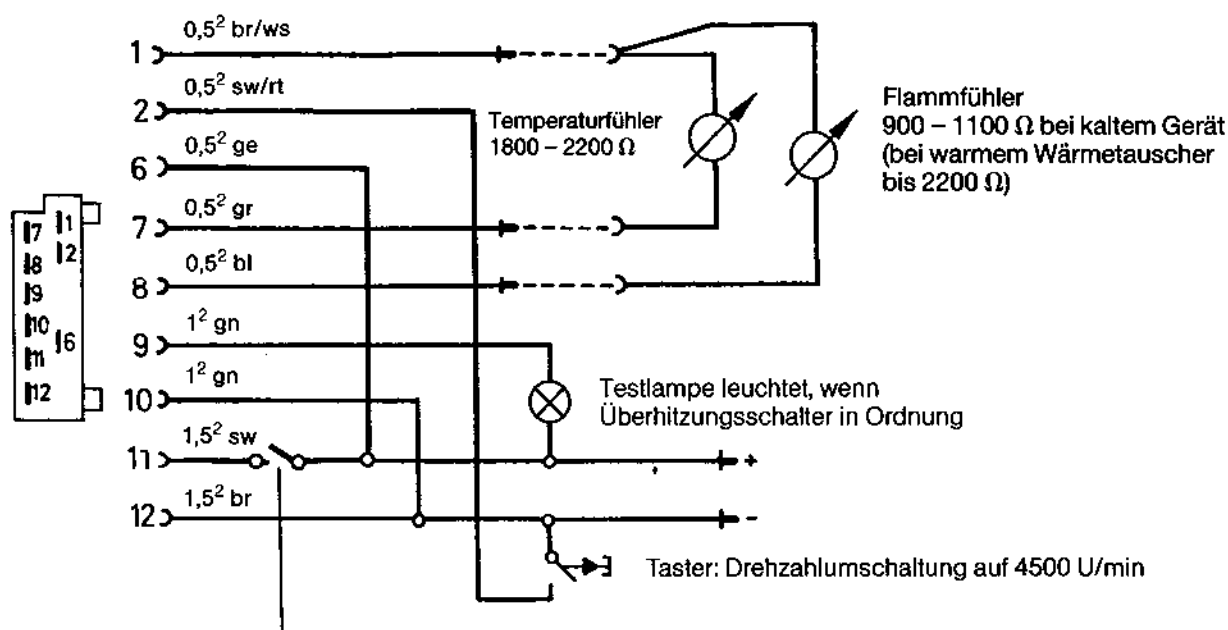 1 0,5² br/ws
2 0,5² sw/rt
6 0,5² ge
7 0,5² gr
8 0,5² bl
9 1² gn
10 1² gn
11 1,5² sw
12 1,5² br
7 1
8 2
9
10
6
11
12
Temperaturfühler
1800 – 2200 Ω
Flammfühler
900 – 1100 Ω bei kaltem Gerät
(bei warmem Wärmetauscher
bis 2200 Ω)
Testlampe leuchtet, wenn
Überhitzungsschalter in Ordnung
+
-
Taster: Drehzahlumschaltung auf 4500 U/min